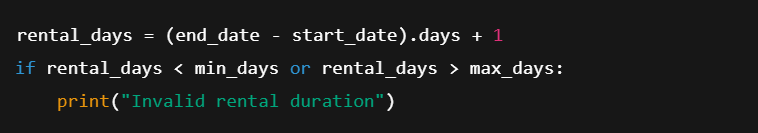 rental_days = (end_date - start_date).days + 1
if rental_days < min_days or rental_days > max_days:
    print("Invalid rental duration")